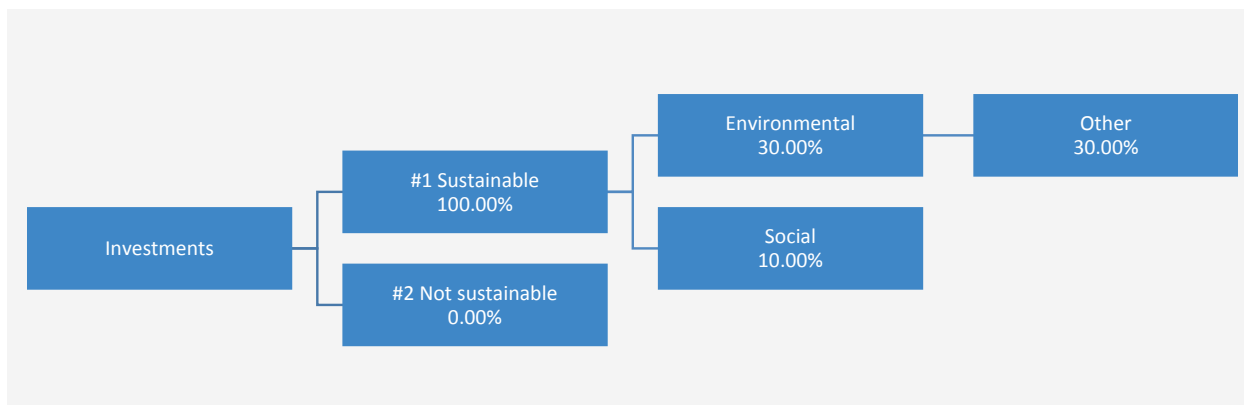 Investments
#1 Sustainable
100.00%
#2 Not sustainable
0.00%
Environmental
30.00%
Social
10.00%
Other
30.00%